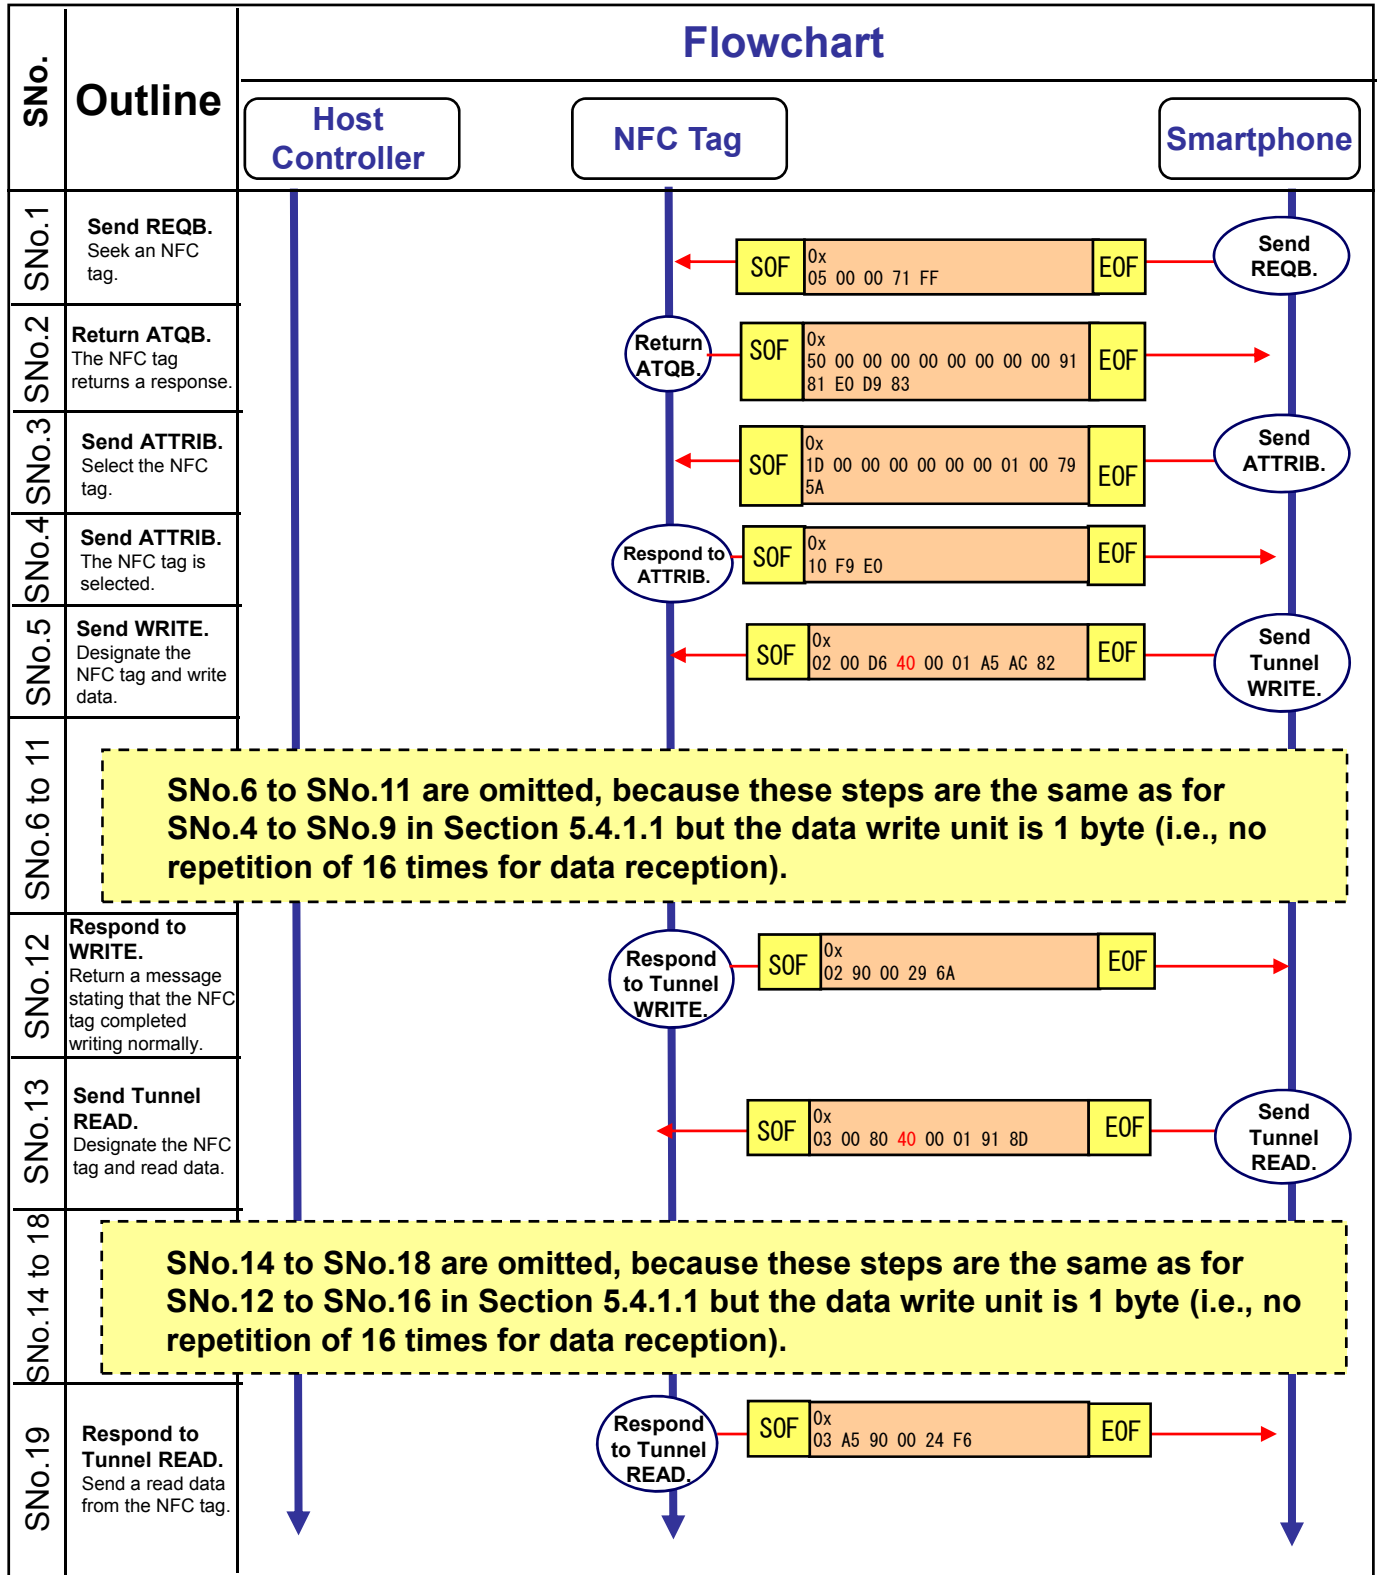 Flowchart
SNo.
Outline
Host
Controller
NFC Tag
Smartphone
SNo.1
Send REQB.
Seek an NFC
tag.
SOF
0x
05 00 00 71 FF
EOF
Send
REQB.
SNo.2
Return ATQB.
The NFC tag
returns a response.
Return
ATQB.
SOF
0x
50 00 00 00 00 00 00 00 00 91
81 E0 D9 83
EOF
SNo.3
Send ATTRIB.
Select the NFC
tag.
SOF
0x
1D 00 00 00 00 00 00 01 00 79
5A
EOF
Send
ATTRIB.
SNo.4
Send ATTRIB.
The NFC tag is
selected.
Respond to
ATTRIB.
SOF
0x
10 F9 E0
EOF
SNo.5
Send WRITE.
Designate the
NFC tag and write
data.
SOF
0x
02 00 D6 40 00 01 A5 AC 82
EOF
Send
Tunnel
WRITE.
SNo.6 to 11
SNo.6 to SNo.11 are omitted, because these steps are the same as for
SNo.4 to SNo.9 in Section 5.4.1.1 but the data write unit is 1 byte (i.e., no
repetition of 16 times for data reception).
SNo.12
Respond to
WRITE.
Return a message
stating that the NFC
tag completed
writing normally.
Respond
to Tunnel
WRITE.
SOF
0x
02 90 00 29 6A
EOF
SNo.13
Send Tunnel
READ.
Designate the NFC
tag and read data.
SOF
0x
03 00 80 40 00 01 91 8D
EOF
Send
Tunnel
READ.
SNo.14 to 18
SNo.14 to SNo.18 are omitted, because these steps are the same as for
SNo.12 to SNo.16 in Section 5.4.1.1 but the data write unit is 1 byte (i.e., no
repetition of 16 times for data reception).
SNo.19
Respond to
Tunnel READ.
Send a read data
from the NFC tag.
Respond
to Tunnel
READ.
SOF
0x
03 A5 90 00 24 F6
EOF